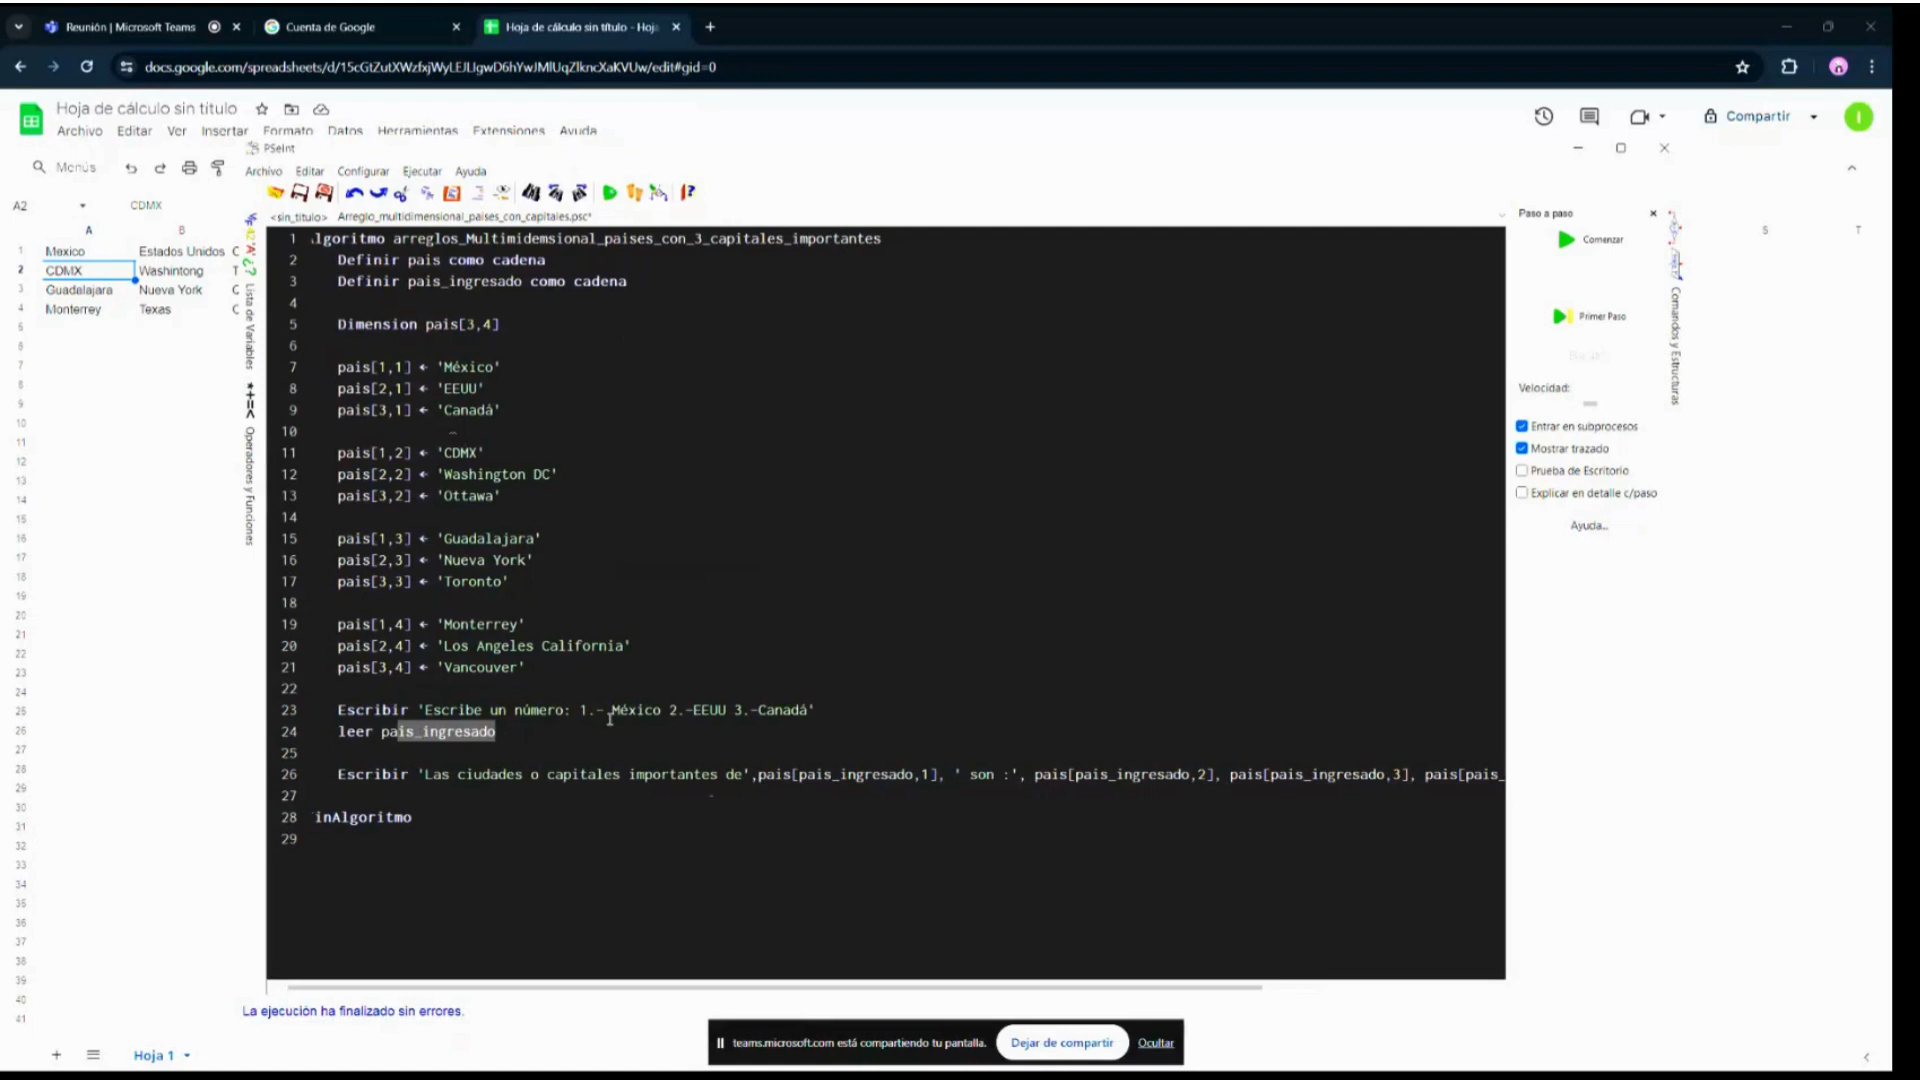 Reunión | Microsoft Teams
Cuenta de Google
Hoja de cálculo sin título - Hoja
docs.google.com/spreadsheets/d/15cGtZutXWzfxjWyLEJLlgwD6hYwJMlUqZlkncXaKVUw/edit#gid=0
Hoja de cálculo sin título
Archivo Editar Ver Insertar Formato Datos Herramientas Extensiones Ayuda
Compartir
I
Menús
A2
CDMX
A B
S T
1 Mexico Estados Unidos C
2 CDMX Washintong T
3 Guadalajara Nueva York C
4 Monterrey Texas C
5
6
7
8
9
10
11
12
13
14
15
16
17
18
19
20
21
22
23
24
25
26
27
28
29
30
31
32
33
34
35
36
37
38
39
40
41
PSeInt
Archivo Editar Configurar Ejecutar Ayuda
<sin_titulo> Arreglo_multidimensional_paises_con_capitales.psc*
Lista de Variables
*+=< Operadores y Funciones
1 lgoritmo arreglos_Multimidemsional_paises_con_3_capitales_importantes
2 Definir pais como cadena
3 Definir pais_ingresado como cadena
4
5 Dimension pais[3,4]
6
7 pais[1,1] ← 'México'
8 pais[2,1] ← 'EEUU'
9 pais[3,1] ← 'Canadá'
10
11 pais[1,2] ← 'CDMX'
12 pais[2,2] ← 'Washington DC'
13 pais[3,2] ← 'Ottawa'
14
15 pais[1,3] ← 'Guadalajara'
16 pais[2,3] ← 'Nueva York'
17 pais[3,3] ← 'Toronto'
18
19 pais[1,4] ← 'Monterrey'
20 pais[2,4] ← 'Los Angeles California'
21 pais[3,4] ← 'Vancouver'
22
23 Escribir 'Escribe un número: 1.- México 2.-EEUU 3.-Canadá'
24 leer pais_ingresado
25
26 Escribir 'Las ciudades o capitales importantes de',pais[pais_ingresado,1], ' son :', pais[pais_ingresado,2], pais[pais_ingresado,3], pais[pais_
27
28 inAlgoritmo
29
Paso a paso
Comenzar
Primer Paso
Velocidad:
Entrar en subprocesos
Mostrar trazado
Prueba de Escritorio
Explicar en detalle c/paso
Ayuda...
Comandos y Estructuras
La ejecución ha finalizado sin errores.
teams.microsoft.com está compartiendo tu pantalla.
Dejar de compartir
Ocultar
Hoja 1